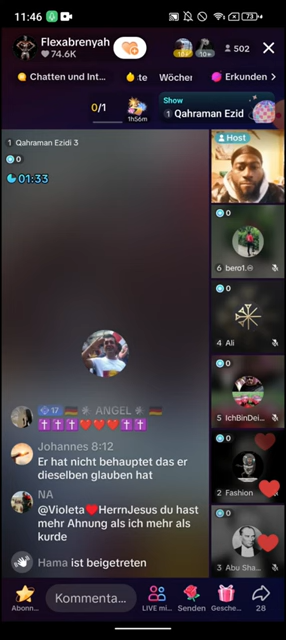 11:46
73
Flexabrenyah
74.6K
18+
10+
502
Chatten und Int...
te
Wöcher
Erkunden >
0/1
1h56m
Show
1 Qahraman Ezid
1 Qahraman Ezidi 3
0
01:33
Host
0
6 bero1.
0
4 Ali
0
5 IchBinDei...
0
2 Fashion
0
3 Abu Sha...
17 ANGEL
Johannes 8:12
Er hat nicht behauptet das er
dieselben glauben hat
NA
@Violeta❤️HerrnJesus du hast
mehr Ahnung als ich mehr als
kurde
Hama ist beigetreten
Abonn...
Kommenta...
LIVE mi...
Senden
Gesche...
28